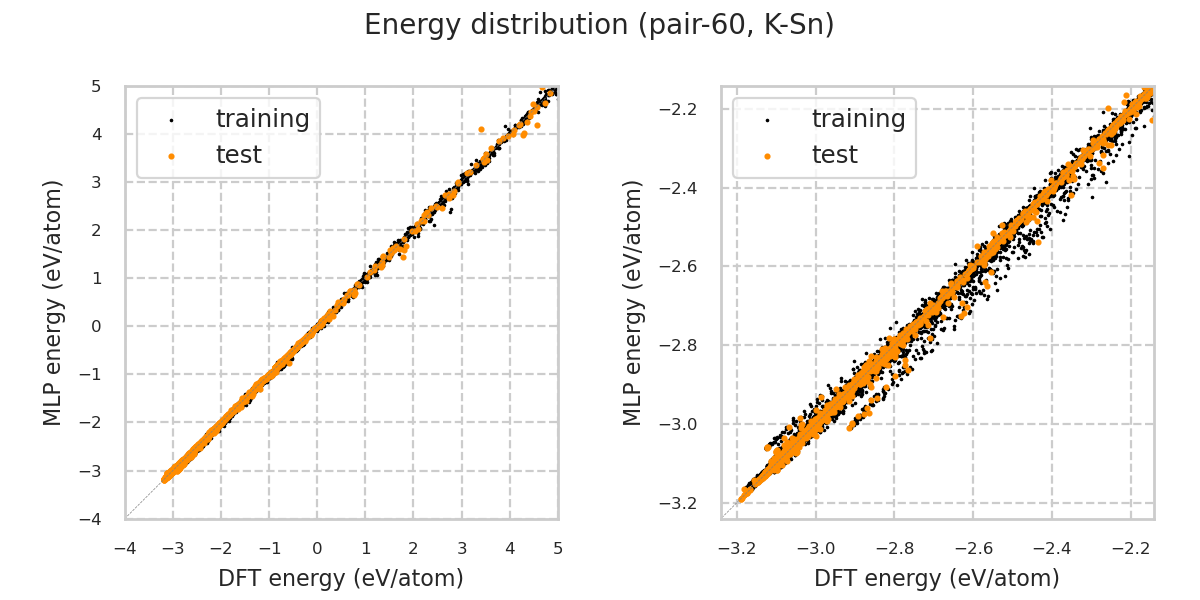 Energy distribution (pair-60, K-Sn)
5
4
3
2
1
0
−1
−2
−3
−4
−4 −3 −2 −1 0 1 2 3 4 5
MLP energy (eV/atom)
DFT energy (eV/atom)
training
test
−2.2
−2.4
−2.6
−2.8
−3.0
−3.2
−3.2 −3.0 −2.8 −2.6 −2.4 −2.2
MLP energy (eV/atom)
DFT energy (eV/atom)
training
test